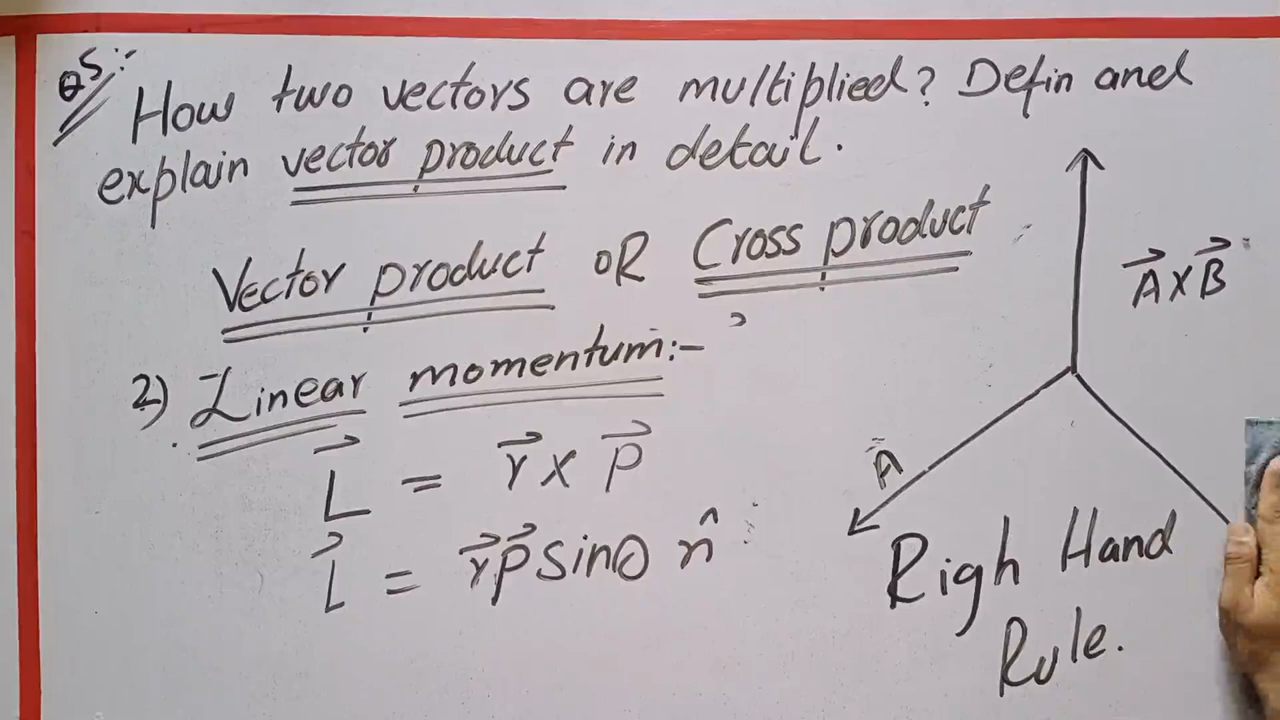 Q5:-
How two vectors are multiplied? Defin and
explain vector product in detail.
Vector product OR Cross product
2) Linear momentum:-
L⃗ = r⃗ x P⃗
L⃗ = r⃗P⃗ sinθ n̂
A⃗xB⃗
A
Righ Hand
Rule.